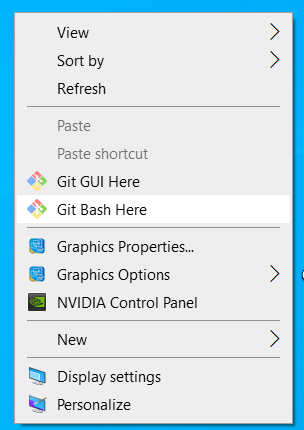 View
Sort by
Refresh
Paste
Paste shortcut
Git GUI Here
Git Bash Here
Graphics Properties...
Graphics Options
NVIDIA Control Panel
New
Display settings
Personalize